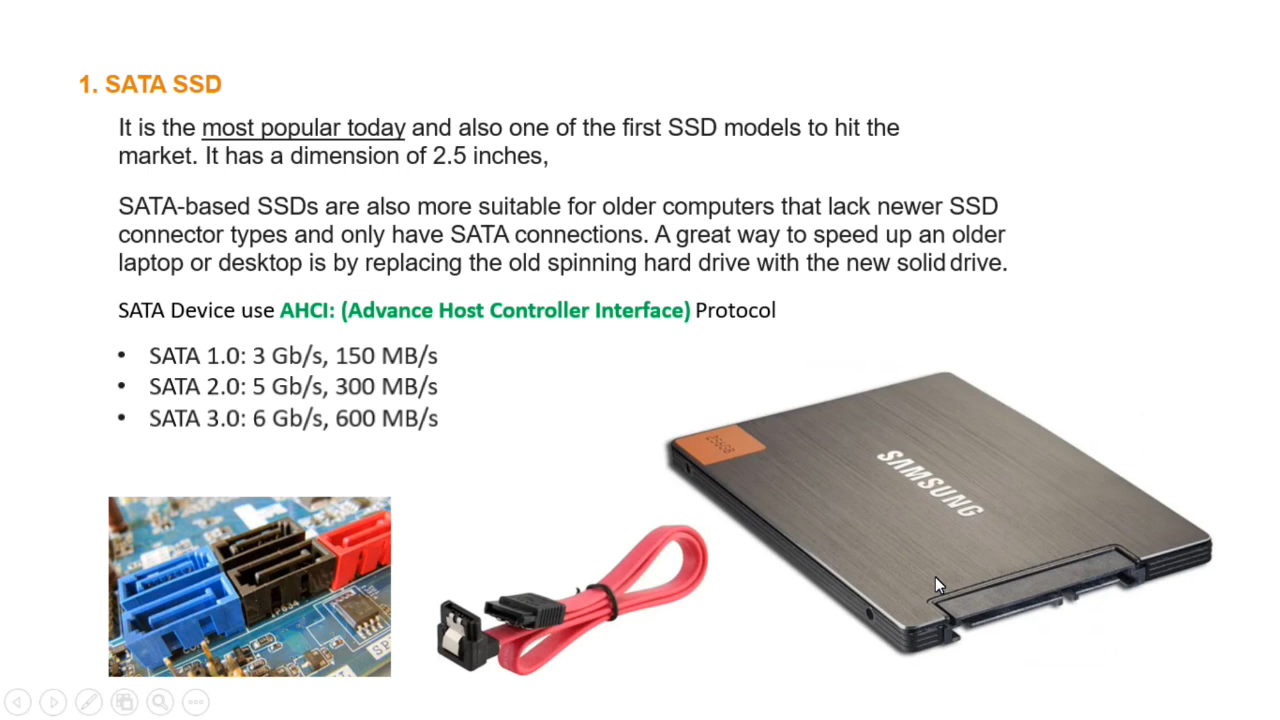 1. SATA SSD
It is the most popular today and also one of the first SSD models to hit the
market. It has a dimension of 2.5 inches,
SATA-based SSDs are also more suitable for older computers that lack newer SSD
connector types and only have SATA connections. A great way to speed up an older
laptop or desktop is by replacing the old spinning hard drive with the new solid drive.
SATA Device use AHCI: (Advance Host Controller Interface) Protocol
• SATA 1.0: 3 Gb/s, 150 MB/s
• SATA 2.0: 5 Gb/s, 300 MB/s
• SATA 3.0: 6 Gb/s, 600 MB/s
256GB
SAMSUNG